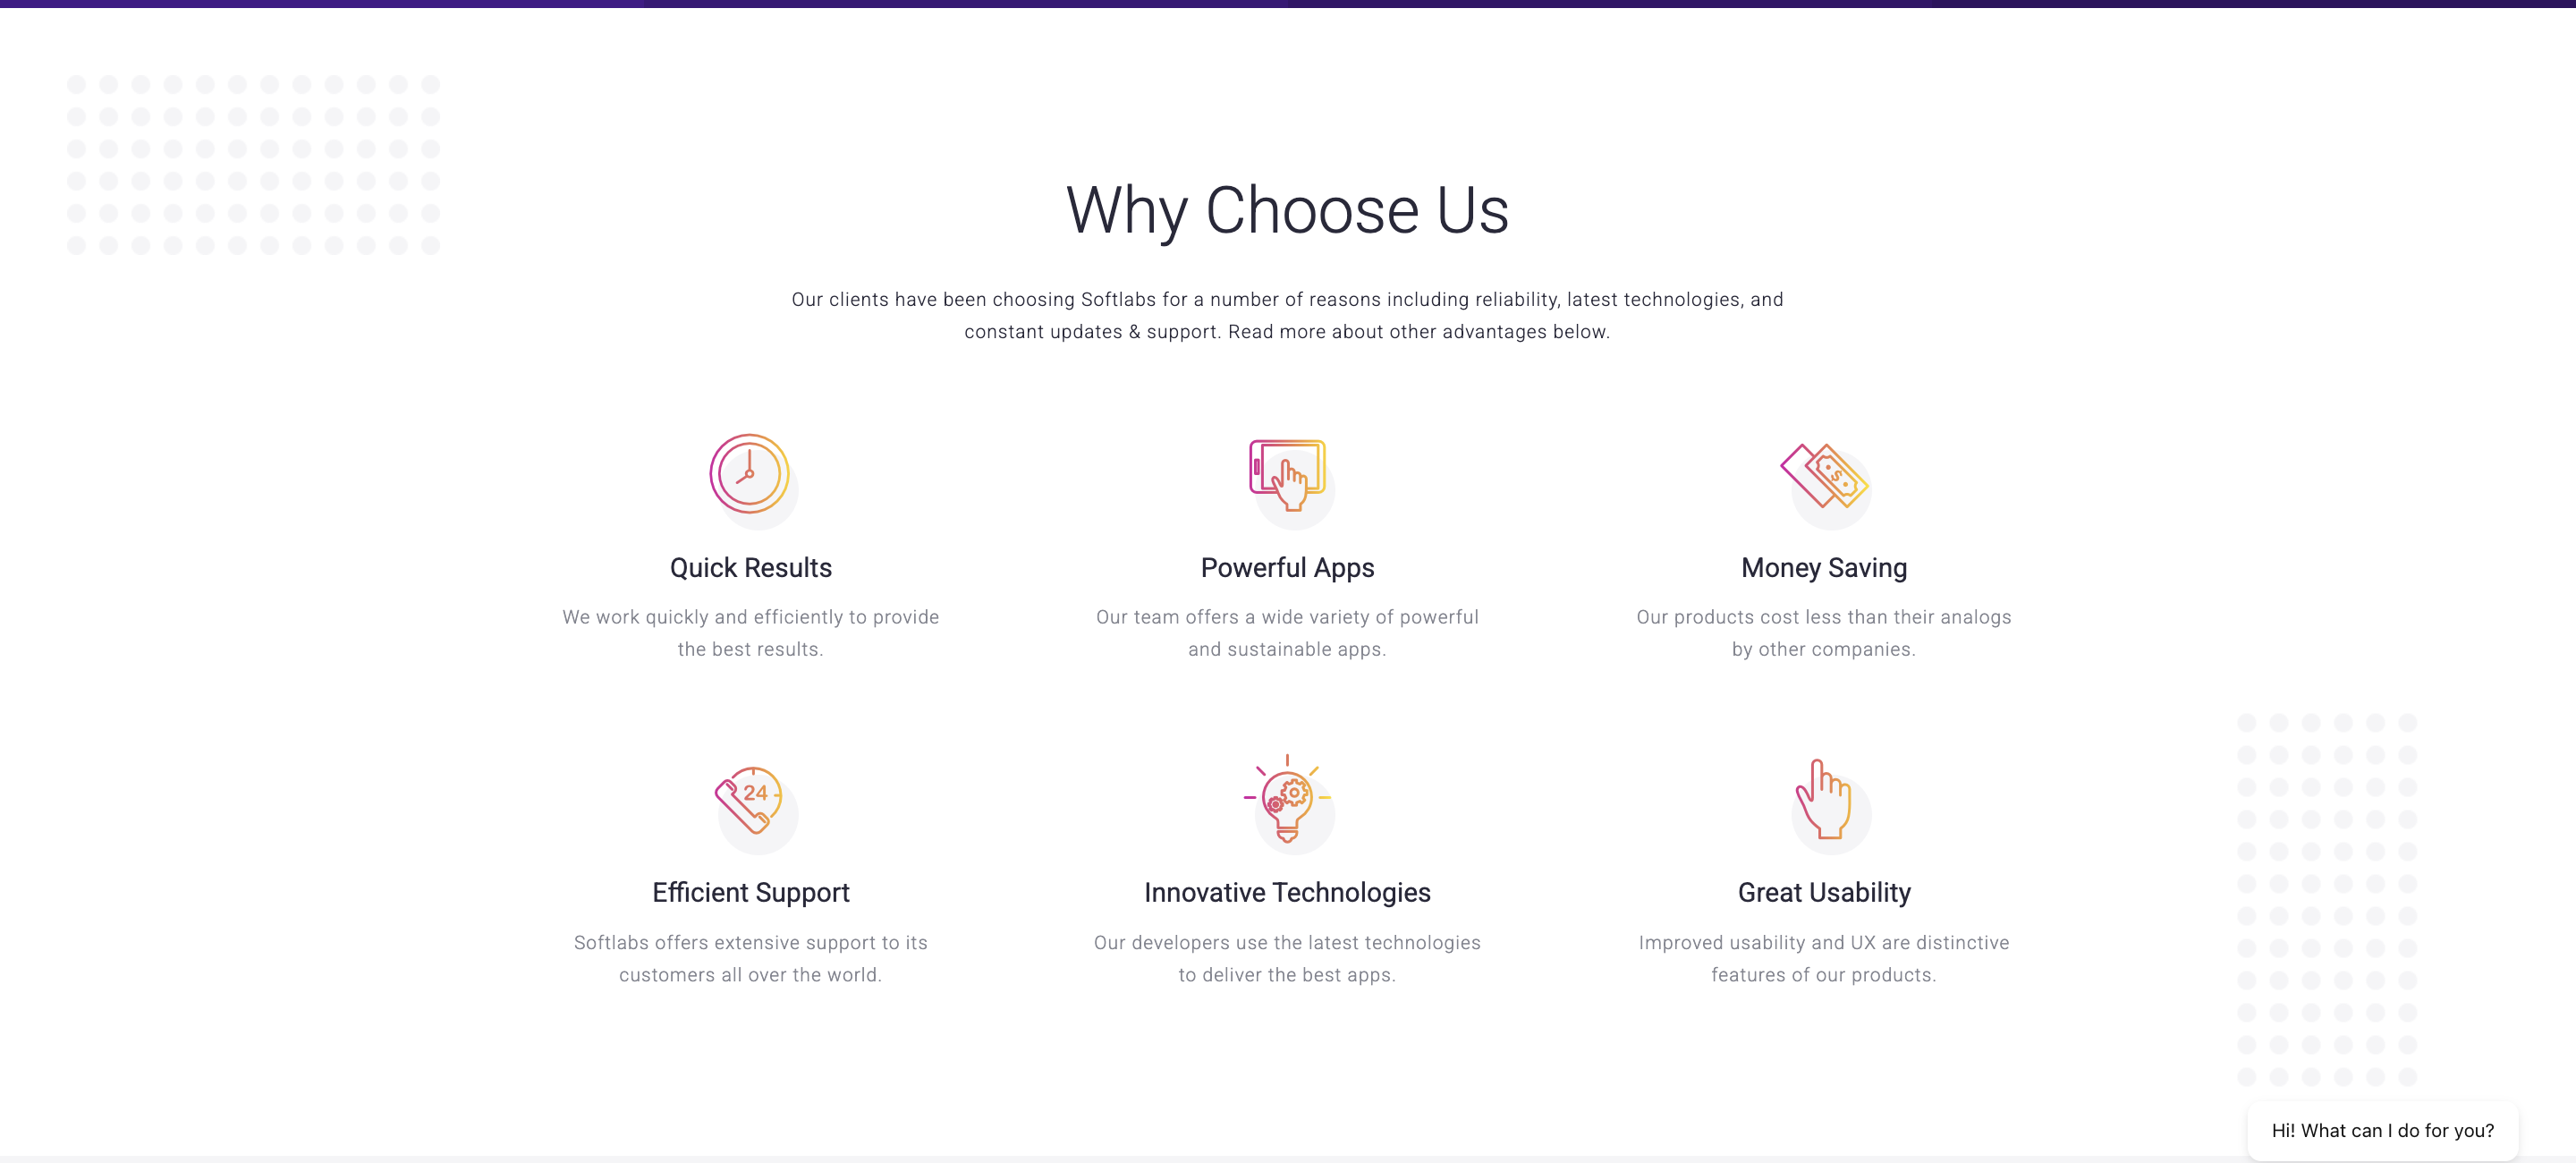 Why Choose Us
Our clients have been choosing Softlabs for a number of reasons including reliability, latest technologies, and
constant updates & support. Read more about other advantages below.
Quick Results
We work quickly and efficiently to provide
the best results.
Powerful Apps
Our team offers a wide variety of powerful
and sustainable apps.
$
Money Saving
Our products cost less than their analogs
by other companies.
24
Efficient Support
Softlabs offers extensive support to its
customers all over the world.
Innovative Technologies
Our developers use the latest technologies
to deliver the best apps.
Great Usability
Improved usability and UX are distinctive
features of our products.
Hi! What can I do for you?